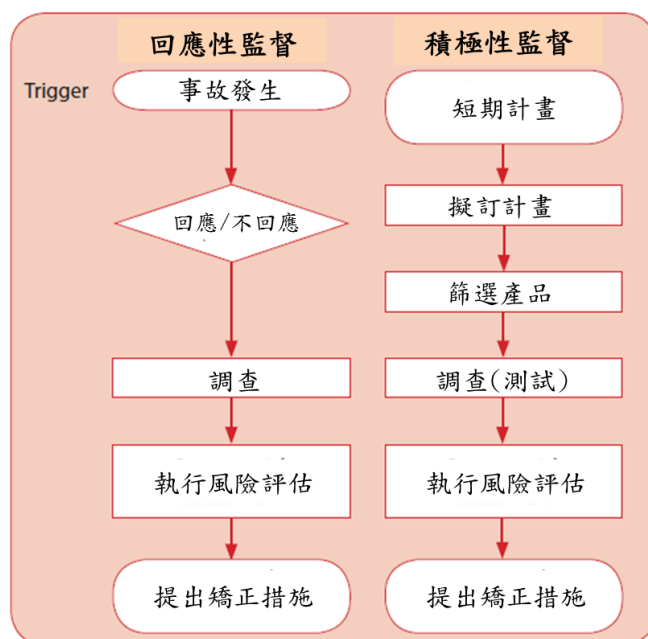 回應性監督
積極性監督
Trigger
事故發生
短期計畫
回應/不回應
擬訂計畫
篩選產品
調查
調查(測試)
執行風險評估
執行風險評估
提出矯正措施
提出矯正措施